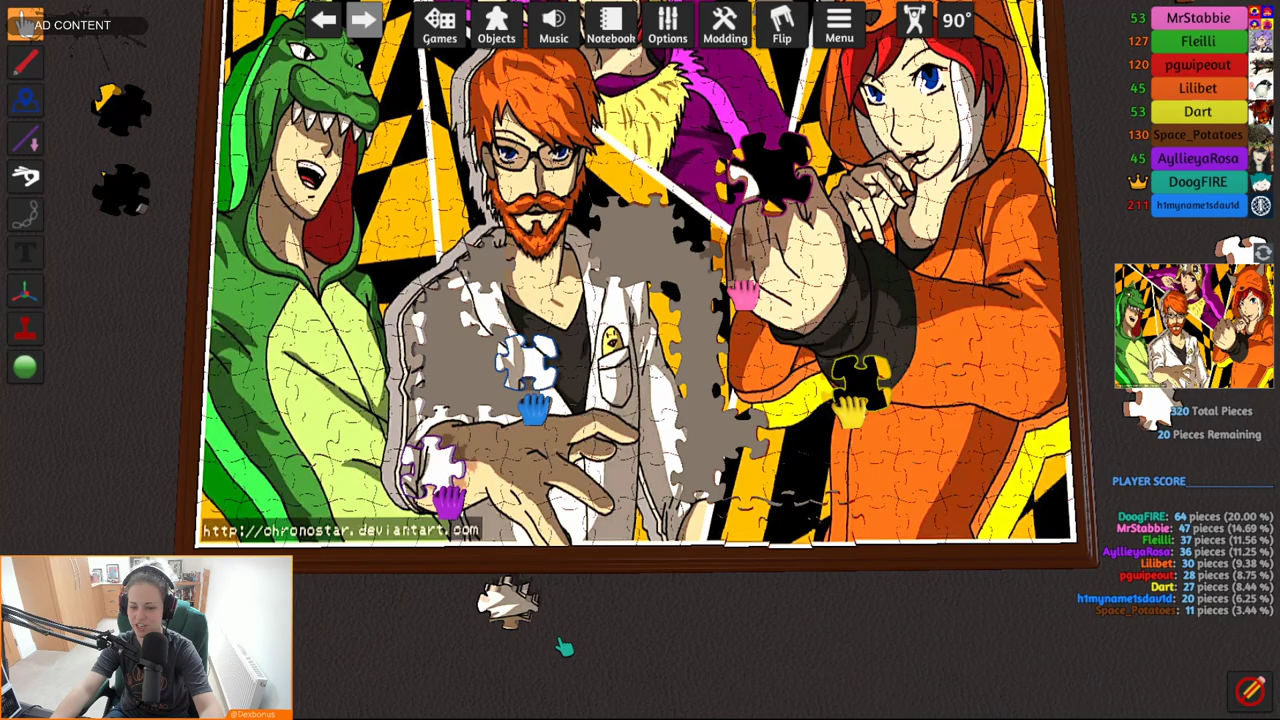 AD CONTENT
Games
Objects
Music
Notebook
Options
Modding
Flip
Menu
90°
53 MrStabbie
127 Fleilli
120 pgwipeout
45 Lilibet
53 Dart
130 Space_Potatoes
45 AyllieyaRosa
DoogFIRE
211 h1myname1sdav1d
320 Total Pieces
20 Pieces Remaining
PLAYER SCORE
DoogFIRE: 64 pieces (20.00 %)
MrStabbie: 47 pieces (14.69 %)
Fleilli: 37 pieces (11.56 %)
AyllieyaRosa: 36 pieces (11.25 %)
Lilibet: 30 pieces (9.38 %)
pgwipeout: 28 pieces (8.75 %)
Dart: 27 pieces (8.44 %)
h1myname1sdav1d: 20 pieces (6.25 %)
Space_Potatoes: 11 pieces (3.44 %)
http://chronostar.deviantart.com
@Dexbonus